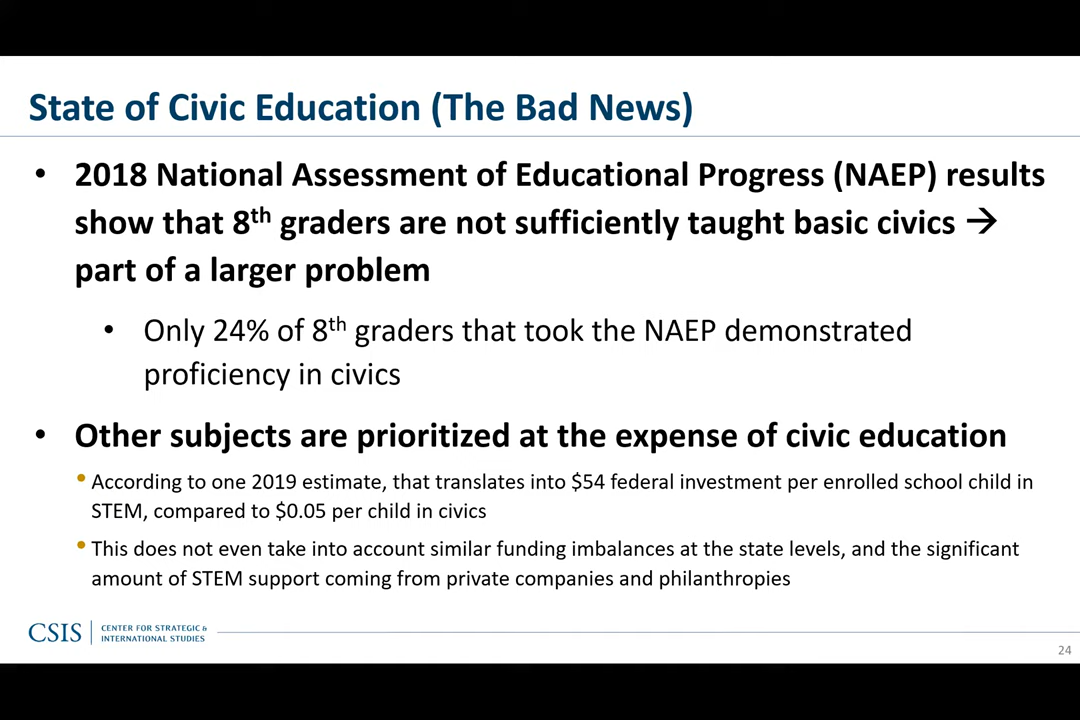 State of Civic Education (The Bad News)
• 2018 National Assessment of Educational Progress (NAEP) results
show that 8th graders are not sufficiently taught basic civics →
part of a larger problem
• Only 24% of 8th graders that took the NAEP demonstrated
proficiency in civics
• Other subjects are prioritized at the expense of civic education
• According to one 2019 estimate, that translates into $54 federal investment per enrolled school child in
STEM, compared to $0.05 per child in civics
• This does not even take into account similar funding imbalances at the state levels, and the significant
amount of STEM support coming from private companies and philanthropies
CSIS | CENTER FOR STRATEGIC &
INTERNATIONAL STUDIES
24